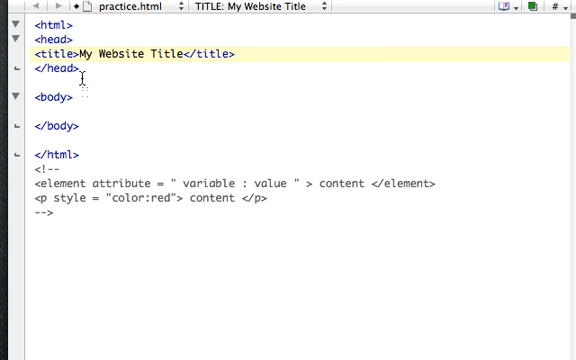 practice.html TITLE: My Website Title #
<html>
<head>
<title>My Website Title</title>
</head>
<body>
</body>
</html>
<!--
<element attribute = " variable : value " > content </element>
<p style = "color:red"> content </p>
-->